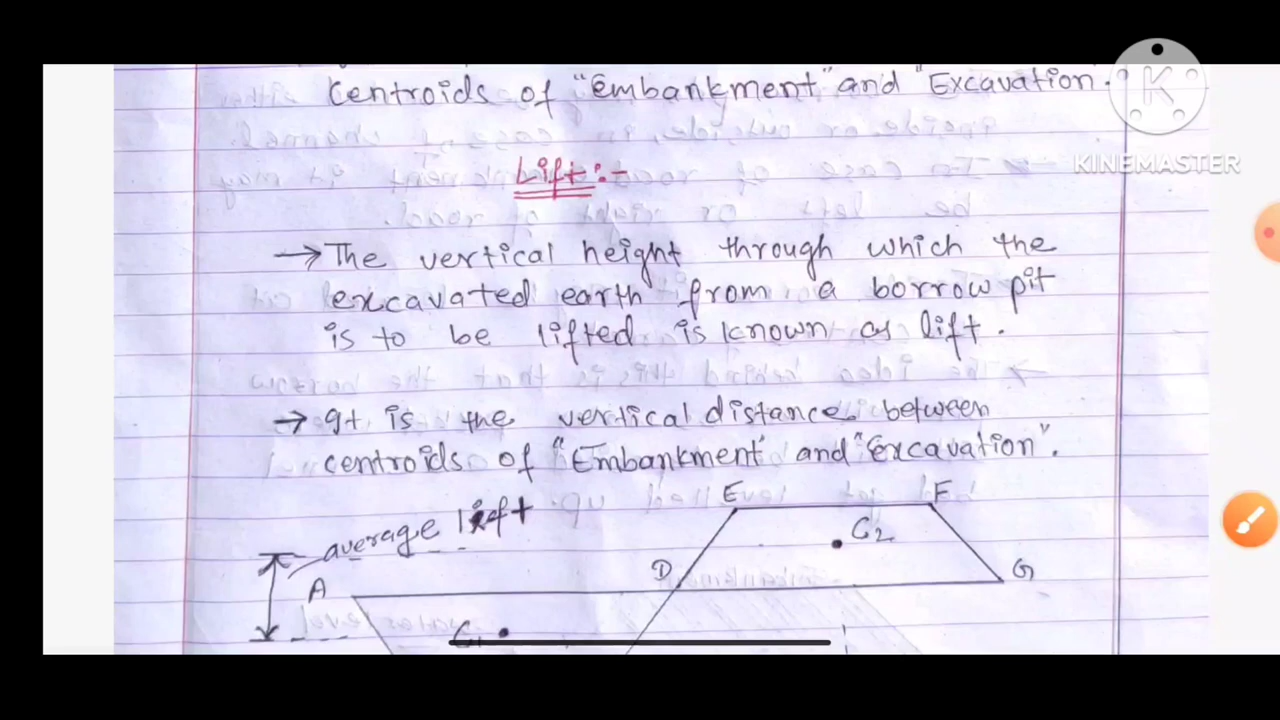 centroids of "Embankment" and "Excavation.
KINEMASTER
Lift:-
→ The vertical height through which the
excavated earth from a borrow pit
is to be lifted is known as lift.
→ It is the vertical distance between
centroids of "Embankment" and "Excavation".
average lift
E F
C2
D G
A
C1